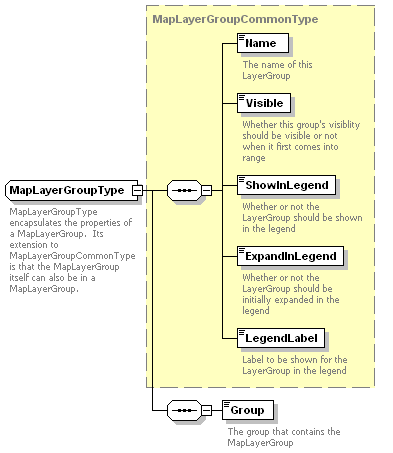 MapLayerGroupCommonType
Name
The name of this
LayerGroup
Visible
Whether this group's visiblity
should be visible or not
when it first comes into
range
MapLayerGroupType
MapLayerGroupType
encapsulates the properties of
a MapLayerGroup.  Its
extension to
MapLayerGroupCommonType
is that the MapLayerGroup
itself can also be in a
MapLayerGroup.
ShowInLegend
Whether or not the
LayerGroup should be shown
in the legend
ExpandInLegend
Whether or not the
LayerGroup should be
initially expanded in the
legend
LegendLabel
Label to be shown for the
LayerGroup in the legend
Group
The group that contains the
MapLayerGroup